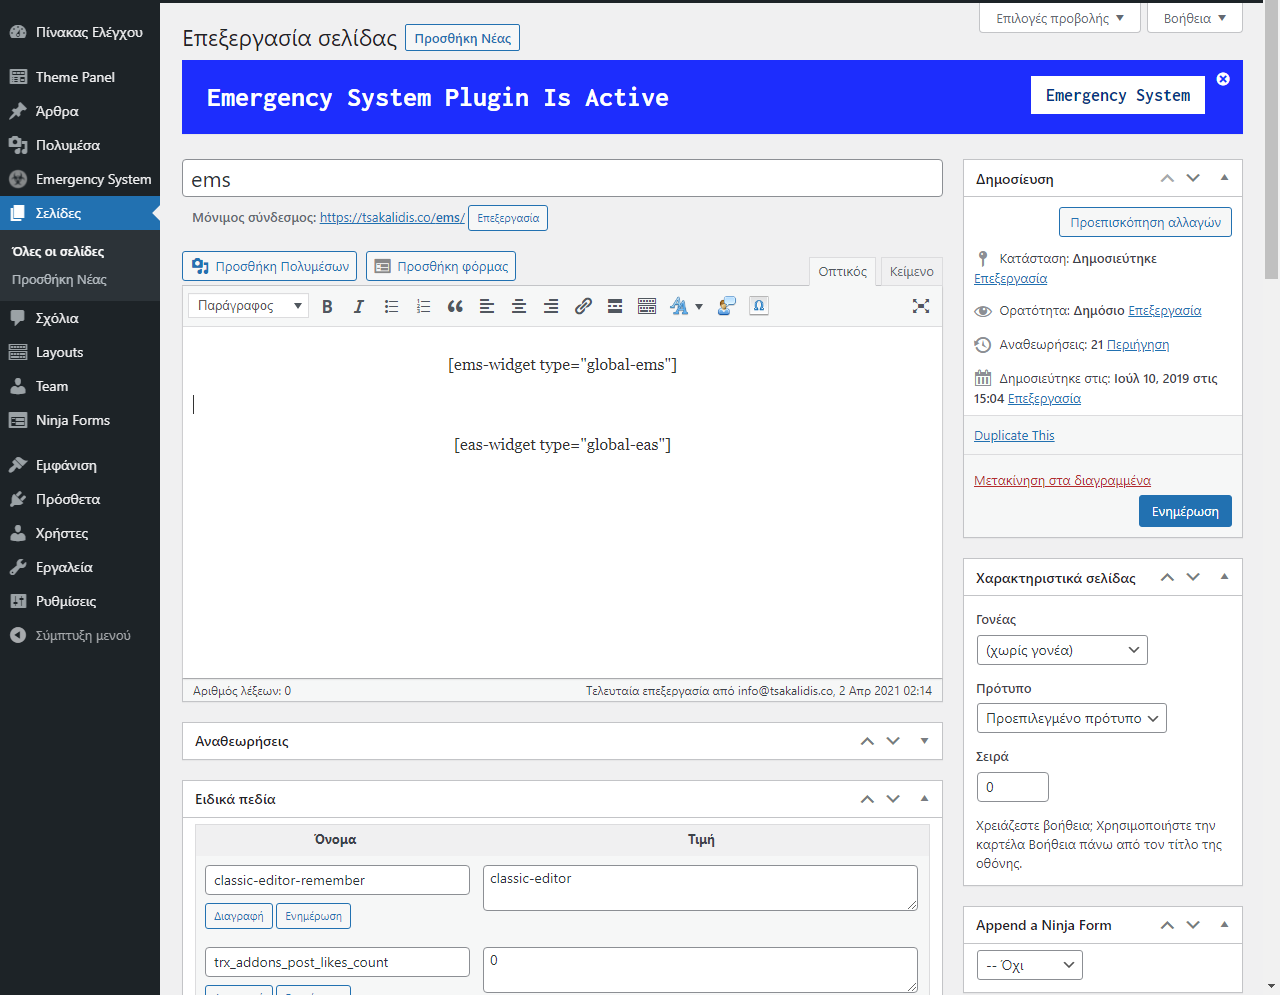 Επιλογές προβολής
Βοήθεια
Πίνακας Ελέγχου
Theme Panel
Άρθρα
Πολυμέσα
Emergency System
Σελίδες
Όλες οι σελίδες
Προσθήκη Νέας
Σχόλια
Layouts
Team
Ninja Forms
Εμφάνιση
Πρόσθετα
Χρήστες
Εργαλεία
Ρυθμίσεις
Σύμπτυξη μενού
Επεξεργασία σελίδας
Προσθήκη Νέας
Emergency System Plugin Is Active
Emergency System
ems
Μόνιμος σύνδεσμος: https://tsakalidis.co/ems/ Επεξεργασία
Προσθήκη Πολυμέσων
Προσθήκη φόρμας
Οπτικός
Κείμενο
Παράγραφος
B I
[ems-widget type="global-ems"]
[eas-widget type="global-eas"]
Αριθμός λέξεων: 0
Τελευταία επεξεργασία από info@tsakalidis.co, 2 Απρ 2021 02:14
Αναθεωρήσεις
Ειδικά πεδία
Όνομα
Τιμή
classic-editor-remember
classic-editor
Διαγραφή
Ενημέρωση
trx_addons_post_likes_count
0
Δημοσίευση
Προεπισκόπηση αλλαγών
Κατάσταση: Δημοσιεύτηκε
Επεξεργασία
Ορατότητα: Δημόσιο Επεξεργασία
Αναθεωρήσεις: 21 Περιήγηση
Δημοσιεύτηκε στις: Ιούλ 10, 2019 στις
15:04 Επεξεργασία
Duplicate This
Μετακίνηση στα διαγραμμένα
Ενημέρωση
Χαρακτηριστικά σελίδας
Γονέας
(χωρίς γονέα)
Πρότυπο
Προεπιλεγμένο πρότυπο
Σειρά
0
Χρειάζεστε βοήθεια; Χρησιμοποιήστε την
καρτέλα Βοήθεια πάνω από τον τίτλο της
οθόνης.
Append a Ninja Form
-- Όχι